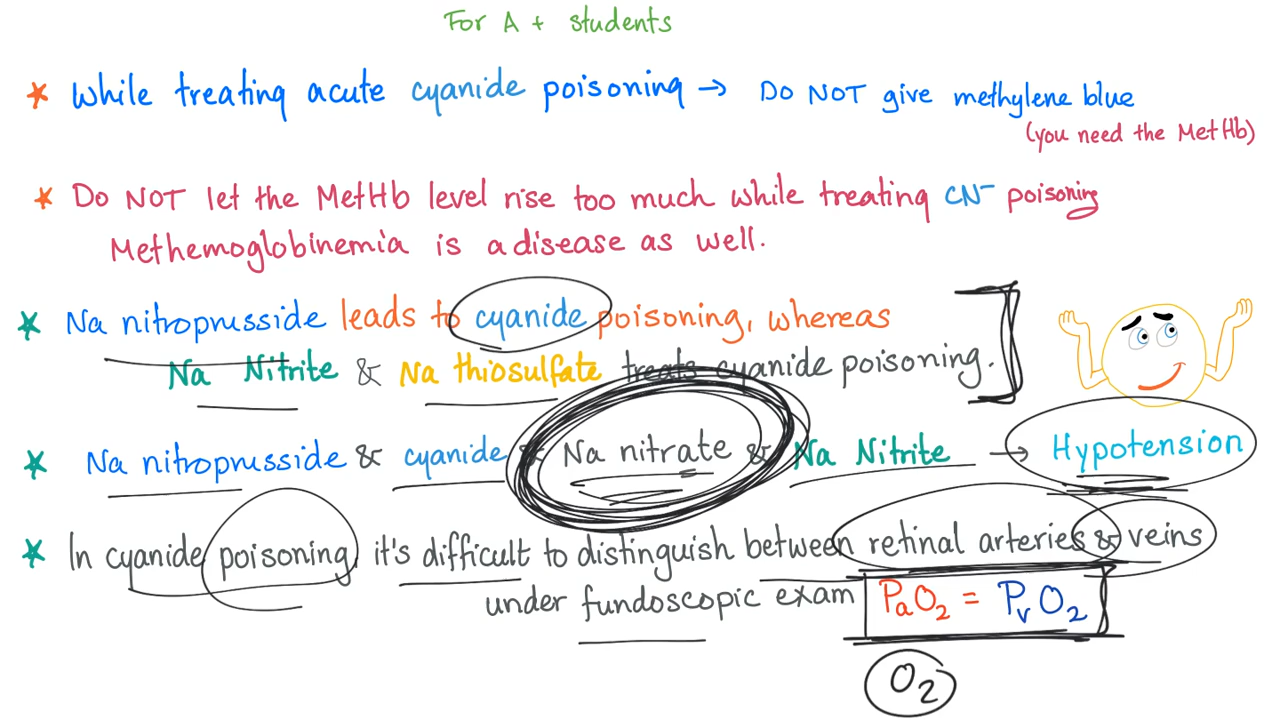 For A + students
* While treating acute cyanide poisoning → Do NOT give methylene blue
(you need the MetHb)
* Do NOT let the MetHb level rise too much while treating CN⁻ poisoning
Methemoglobinemia is a disease as well.
* Na nitroprusside leads to cyanide poisoning, whereas
Na Nitrite & Na thiosulfate treats cyanide poisoning.
* Na nitroprusside & cyanide & Na nitrate & Na Nitrite → Hypotension
* In cyanide poisoning, it's difficult to distinguish between retinal arteries & veins
under fundoscopic exam PaO₂ = PvO₂
O₂